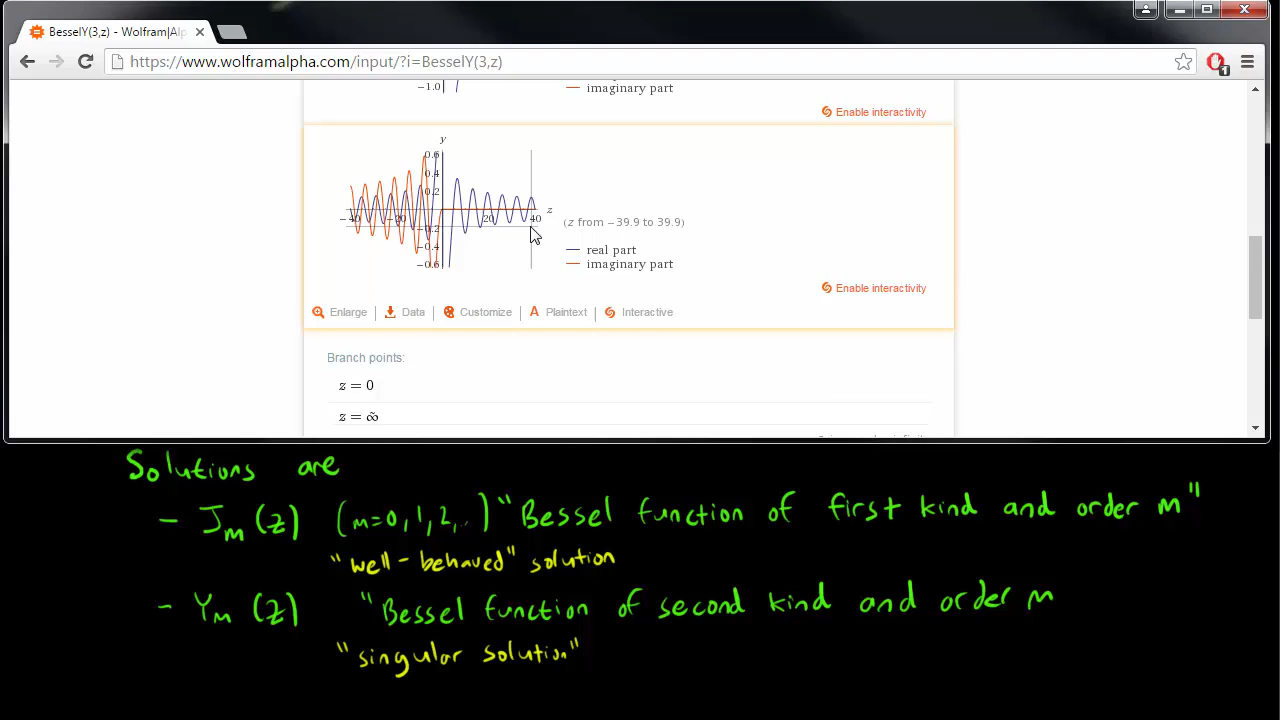 BesselY(3,z) - Wolfram|Alp
https://www.wolframalpha.com/input/?i=BesselY(3,z)
1
−1.0
imaginary part
Enable interactivity
y
0.6
0.4
0.2
−40 −20 20 40 z
−0.2
−0.4
−0.6
(z from −39.9 to 39.9)
real part
imaginary part
Enable interactivity
Enlarge | Data | Customize | A Plaintext | Interactive
Branch points:
z = 0
z = ∞̃
Solutions are
- Jm (z) (m=0,1,2,..) "Bessel function of first kind and order m"
"well-behaved" solution
- Ym (z) "Bessel function of second kind and order m
"singular solution"